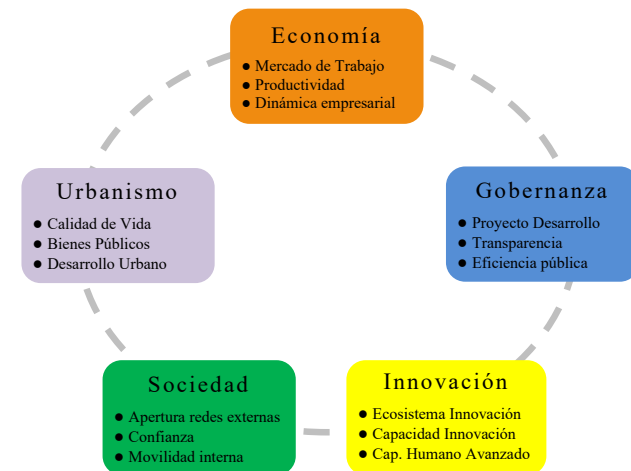 Economía
● Mercado de Trabajo
● Productividad
● Dinámica empresarial
Urbanismo
● Calidad de Vida
● Bienes Públicos
● Desarrollo Urbano
Gobernanza
● Proyecto Desarrollo
● Transparencia
● Eficiencia pública
Sociedad
● Apertura redes externas
● Confianza
● Movilidad interna
Innovación
● Ecosistema Innovación
● Capacidad Innovación
● Cap. Humano Avanzado